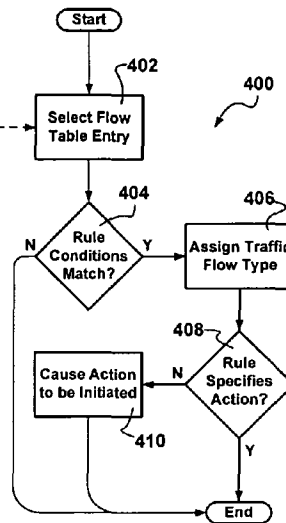 Start
402
Select Flow
Table Entry
400
404
Rule
Conditions
Match?
N
Y
406
Assign Traffic
Flow Type
408
Rule
Specifies
Action?
N
Y
Cause Action
to be Initiated
410
End